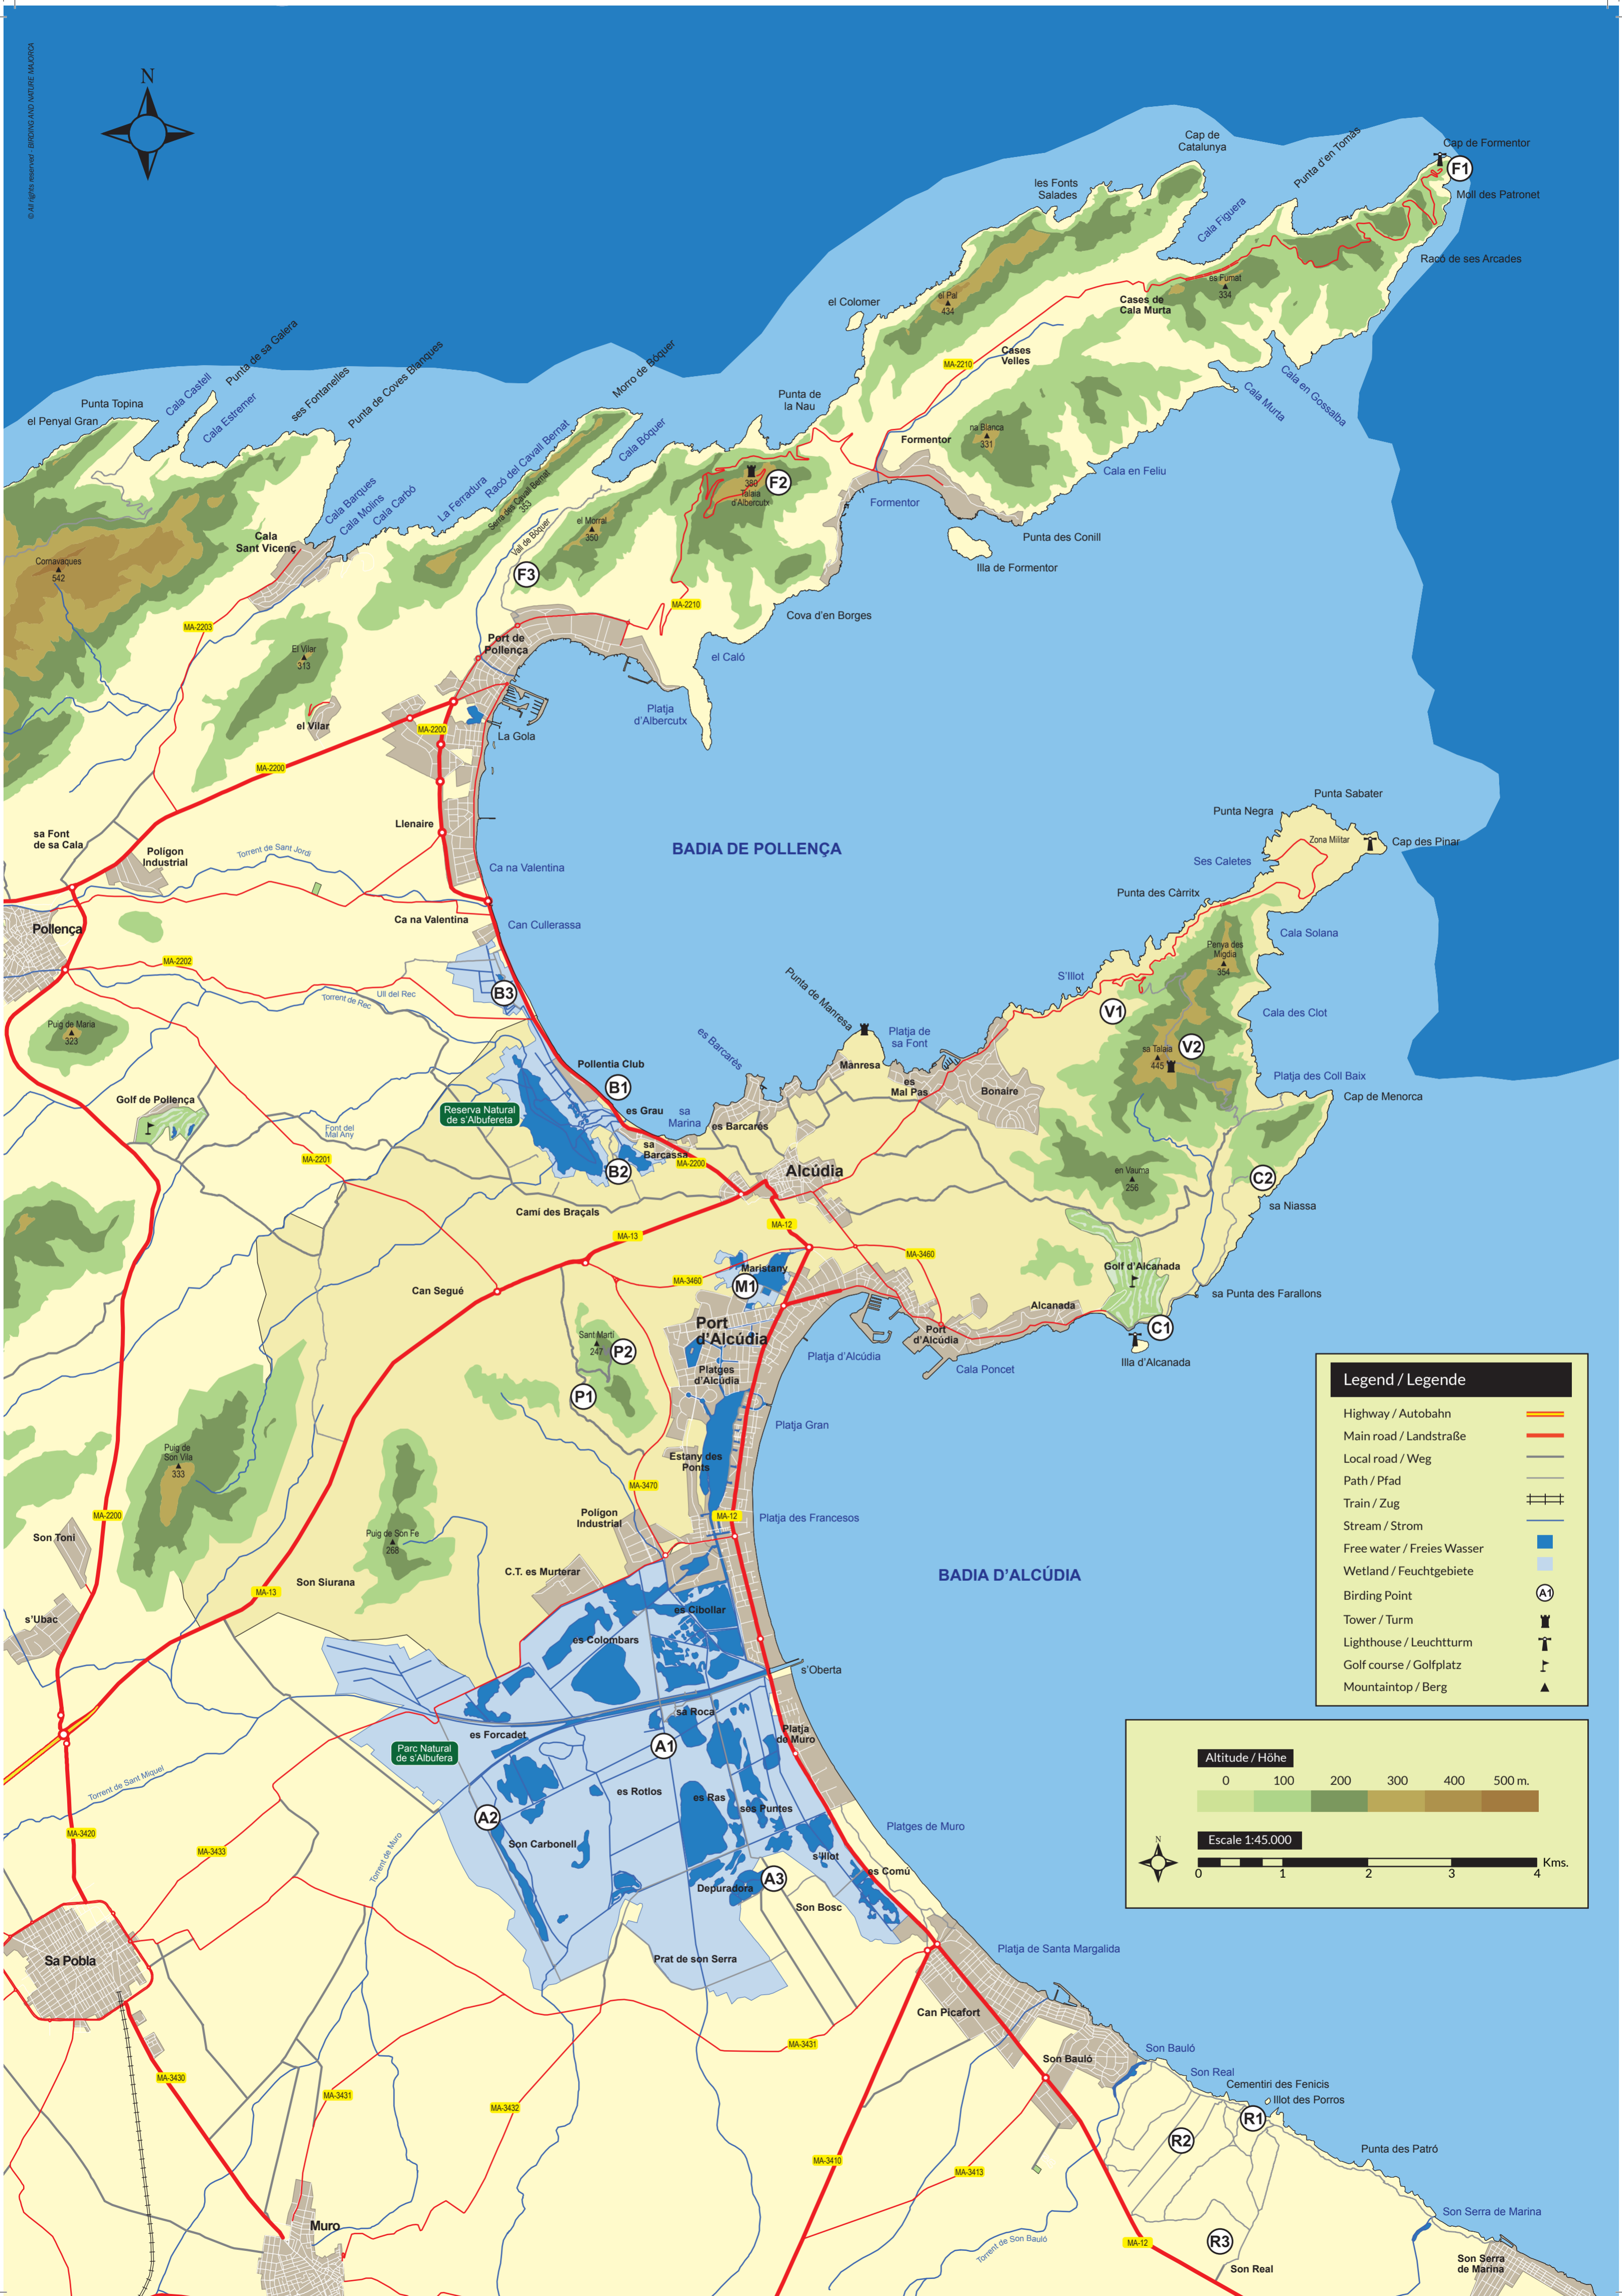 © All rights reserved - BIRDING AND NATURE MAJORCA
N
Cap de
Catalunya
Punta d'en Tomàs
Cap de Formentor
F1
Moll des Patronet
les Fonts
Salades
Cala Figuera
Racó de ses Arcades
es Fumat
334
el Pal
434
el Colomer
Cases de
Cala Murta
Cases
Velles
MA-2210
Cala en Gossalba
Cala Murta
Punta de
la Nau
Morro de Bóquer
Cala Bóquer
Punta de sa Galera
Punta de Coves Blanques
ses Fontanelles
Cala Castell
Cala Estremer
Punta Topina
el Penyal Gran
na Blanca
331
Formentor
Cala en Feliu
Formentor
Racó del Cavall Bernat
La Ferradura
Serra des Cavall Bernat
353
380
Talaia
d'Albercutx
F2
Cala Barques
Cala Molins
Cala Carbó
Cala
Sant Vicenç
el Morral
350
Vall de Bóquer
F3
Punta des Conill
Illa de Formentor
Cornavaques
542
MA-2210
Cova d'en Borges
MA-2203
El Vilar
313
Port de
Pollença
el Caló
el Vilar
Platja
d'Albercutx
MA-2200
La Gola
MA-2200
Punta Sabater
Punta Negra
Zona Militar
Cap des Pinar
Llenaire
sa Font
de sa Cala
Polígon
Industrial
Torrent de Sant Jordi
BADIA DE POLLENÇA
Ses Caletes
Ca na Valentina
Punta des Càrritx
Ca na Valentina
Can Cullerassa
Pollença
Cala Solana
Penya des
Migdia
354
MA-2202
S'Illot
Punta de Manresa
Ull del Rec
Torrent de Rec
B3
V1
Cala des Clot
Puig de Maria
323
es Barcarès
Platja de
sa Font
V2
sa Talaia
445
Pollentia Club
Manresa
B1
es
Mal Pas
Bonaire
Platja des Coll Baix
Cap de Menorca
Golf de Pollença
Reserva Natural
de s'Albufereta
es Grau
sa
Marina
es Barcarés
Font del
Mal Any
sa
Barcassa
MA-2201
MA-2200
B2
Alcúdia
en Vauma
256
C2
sa Niassa
Camí des Braçals
MA-12
MA-13
MA-3460
Maristany
Golf d'Alcanada
MA-3460
M1
Can Segué
sa Punta des Farallons
Alcanada
Port
d'Alcúdia
C1
Port
d'Alcúdia
Sant Martí
247
P2
Platja d'Alcúdia
Illa d'Alcanada
Cala Poncet
Platges
d'Alcúdia
P1
Platja Gran
Puig de
Son Vila
333
Estany des
Ponts
MA-3470
MA-2200
MA-12
Platja des Francesos
Polígon
Industrial
Son Toni
Puig de Son Fe
268
C.T. es Murterar
BADIA D'ALCÚDIA
Son Siurana
MA-13
s'Ubac
es Cibollar
es Colombars
s'Oberta
sa Roca
es Forcadet
Platja
de Muro
Parc Natural
de s'Albufera
A1
Torrent de Sant Miquel
es Rotlos
es Ras
ses Puntes
A2
Platges de Muro
MA-3420
Torrent de Muro
Son Carbonell
MA-3433
s'Illot
es Comú
Depuradora
A3
Son Bosc
Sa Pobla
Prat de son Serra
Platja de Santa Margalida
Can Picafort
MA-3431
Son Bauló
Son Bauló
Son Real
Cementiri des Fenicis
Illot des Porros
MA-3430
MA-3431
MA-3432
R1
R2
Punta des Patró
MA-3410
MA-3413
Muro
Son Serra de Marina
Torrent de Son Bauló
MA-12
R3
Son Real
Son Serra
de Marina
Legend / Legende
Highway / Autobahn
Main road / Landstraße
Local road / Weg
Path / Pfad
Train / Zug
Stream / Strom
Free water / Freies Wasser
Wetland / Feuchtgebiete
Birding Point
A1
Tower / Turm
Lighthouse / Leuchtturm
Golf course / Golfplatz
Mountaintop / Berg
Altitude / Höhe
0 100 200 300 400 500 m.
Escale 1:45.000
N
0 1 2 3 4 Kms.